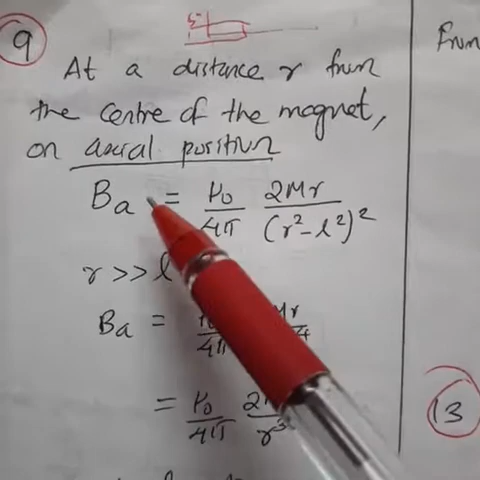 9
At a distance r from
the centre of the magnet,
on axial position
Ba = μ0/4π 2Mr/(r²-l²)²
r >> l
Ba =
4π
= μ0/4π
r³
From
13